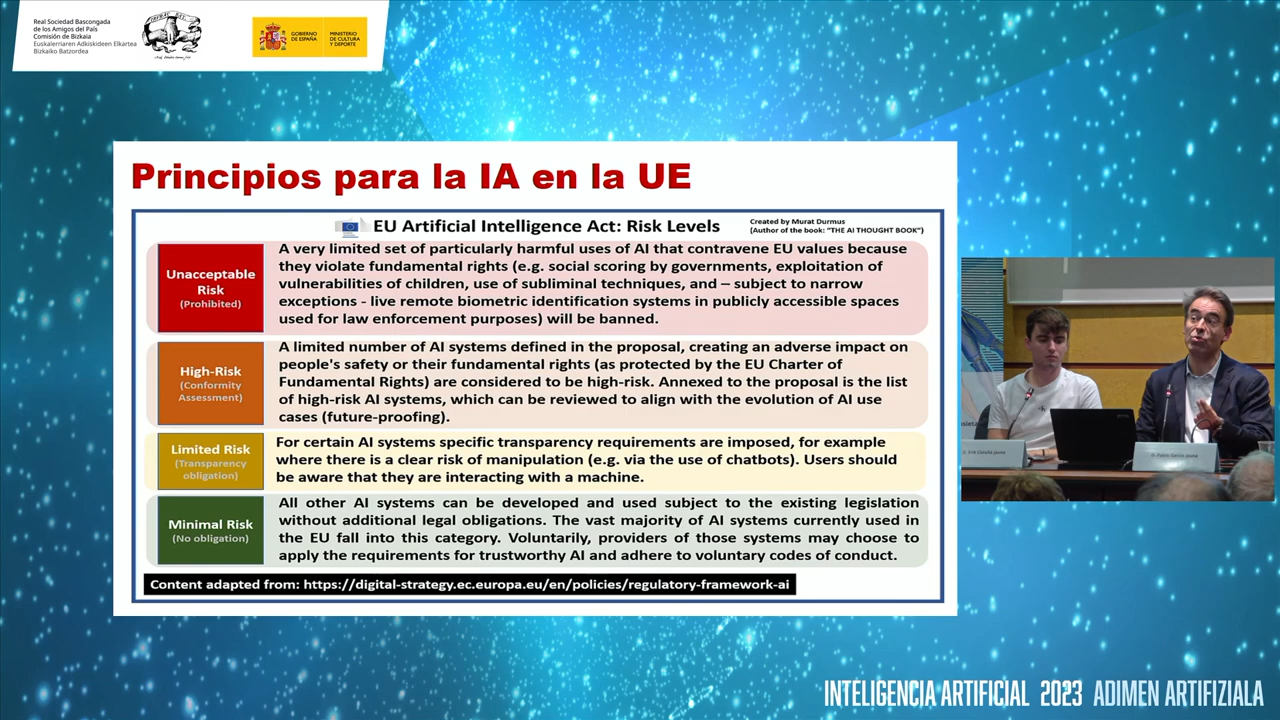 Real Sociedad Bascongada
de los Amigos del País
Comisión de Bizkaia
Euskalerriaren Adkiskideen Elkartea
Bizkaiko Batzordea
GOBIERNO
DE ESPAÑA
MINISTERIO
DE CULTURA
Y DEPORTE
Principios para la IA en la UE
EU Artificial Intelligence Act: Risk Levels
Created by Murat Durmus
(Author of the book: "THE AI THOUGHT BOOK")
Unacceptable
Risk
(Prohibited)
A very limited set of particularly harmful uses of AI that contravene EU values because
they violate fundamental rights (e.g. social scoring by governments, exploitation of
vulnerabilities of children, use of subliminal techniques, and – subject to narrow
exceptions - live remote biometric identification systems in publicly accessible spaces
used for law enforcement purposes) will be banned.
High-Risk
(Conformity
Assessment)
A limited number of AI systems defined in the proposal, creating an adverse impact on
people's safety or their fundamental rights (as protected by the EU Charter of
Fundamental Rights) are considered to be high-risk. Annexed to the proposal is the list
of high-risk AI systems, which can be reviewed to align with the evolution of AI use
cases (future-proofing).
Limited Risk
(Transparency
obligation)
For certain AI systems specific transparency requirements are imposed, for example
where there is a clear risk of manipulation (e.g. via the use of chatbots). Users should
be aware that they are interacting with a machine.
Minimal Risk
(No obligation)
All other AI systems can be developed and used subject to the existing legislation
without additional legal obligations. The vast majority of AI systems currently used in
the EU fall into this category. Voluntarily, providers of those systems may choose to
apply the requirements for trustworthy AI and adhere to voluntary codes of conduct.
Content adapted from: https://digital-strategy.ec.europa.eu/en/policies/regulatory-framework-ai
INTELIGENCIA ARTIFICIAL 2023 ADIMEN ARTIFIZIALA